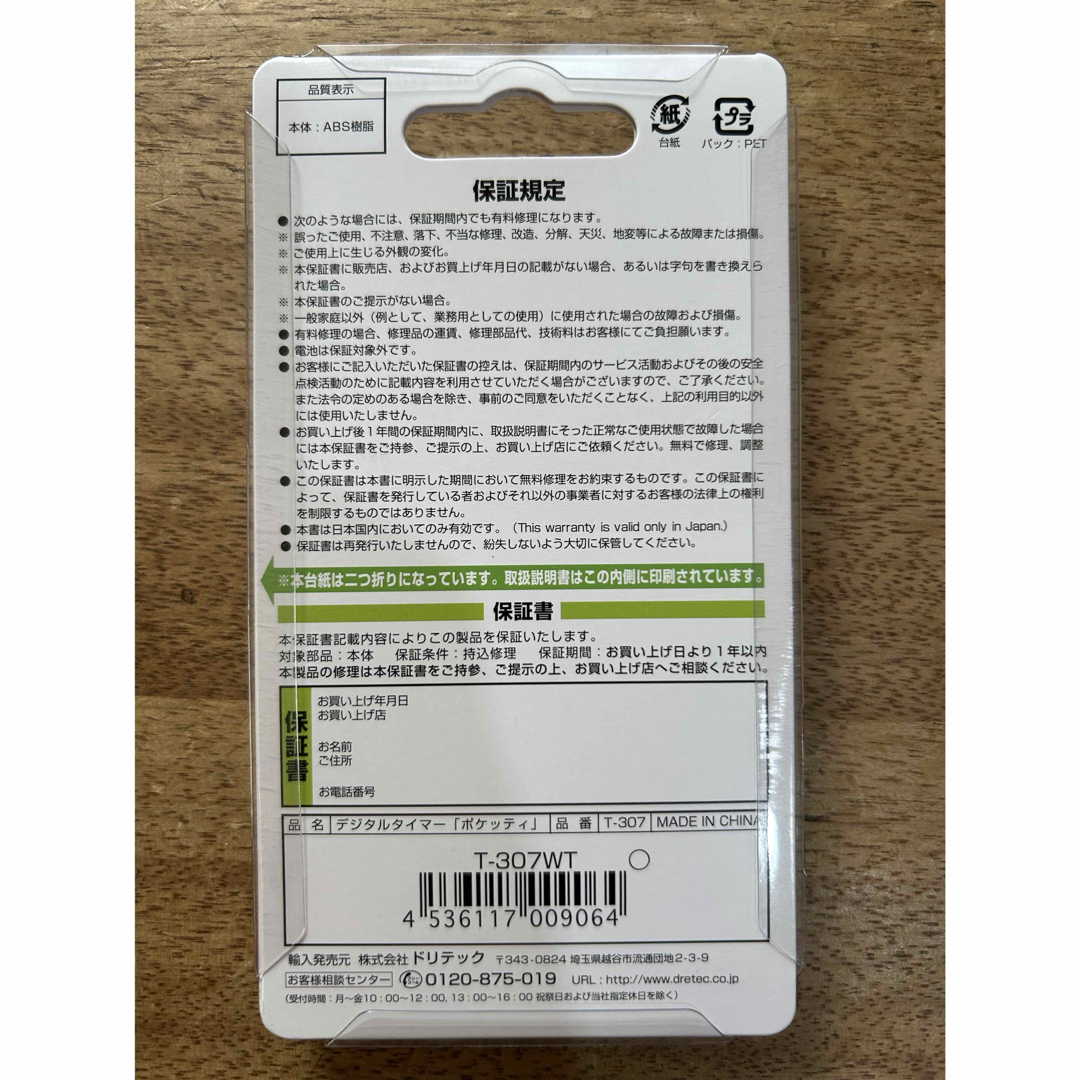 品質表示
本体：ABS樹脂
紙
台紙
プラ
パック：PET
保証規定
● 次のような場合には、保証期間内でも有料修理になります。
※ 誤ったご使用、不注意、落下、不当な修理、改造、分解、天災、地変等による故障または損傷。
※ ご使用上に生じる外観の変化。
※ 本保証書に販売店、およびお買上げ年月日の記載がない場合、あるいは字句を書き換えら
れた場合。
※ 本保証書のご提示がない場合。
※ 一般家庭以外（例として、業務用としての使用）に使用された場合の故障および損傷。
● 有料修理の場合、修理品の運賃、修理部品代、技術料はお客様にてご負担願います。
● 電池は保証対象外です。
● お客様にご記入いただいた保証書の控えは、保証期間内のサービス活動およびその後の安全
点検活動のために記載内容を利用させていただく場合がございますので、ご了承ください。
また法令の定めのある場合を除き、事前のご同意をいただくことなく、上記の利用目的以外
には使用いたしません。
● お買い上げ後1年間の保証期間内に、取扱説明書にそった正常なご使用状態で故障した場合
には本保証書をご持参、ご提示の上、お買い上げ店にご依頼ください。無料で修理、調整
いたします。
● この保証書は本書に明示した期間において無料修理をお約束するものです。この保証書に
よって、保証書を発行している者およびそれ以外の事業者に対するお客様の法律上の権利
を制限するものではありません。
● 本書は日本国内においてのみ有効です。（This warranty is valid only in Japan.）
● 保証書は再発行いたしませんので、紛失しないよう大切に保管してください。
※本台紙は二つ折りになっています。取扱説明書はこの内側に印刷されています。
保証書
本保証書記載内容によりこの製品を保証いたします。
対象部品：本体　保証条件：持込修理　保証期間：お買い上げ日より1年以内
本製品の修理は本保証書をご持参、ご提示の上、お買い上げ店へご相談ください。
保証書
お買い上げ年月日
お買い上げ店
お名前
ご住所
お電話番号
品 名 デジタルタイマー「ポケッティ」 品 番 T-307 MADE IN CHINA
T-307WT ○
4 536117 009064
輸入発売元 株式会社ドリテック 〒343-0824 埼玉県越谷市流通団地2-3-9
お客様相談センター 0120-875-019 URL：http://www.dretec.co.jp
（受付時間：月〜金10：00〜12：00、13：00〜16：00 祝祭日および当社指定休日を除く）